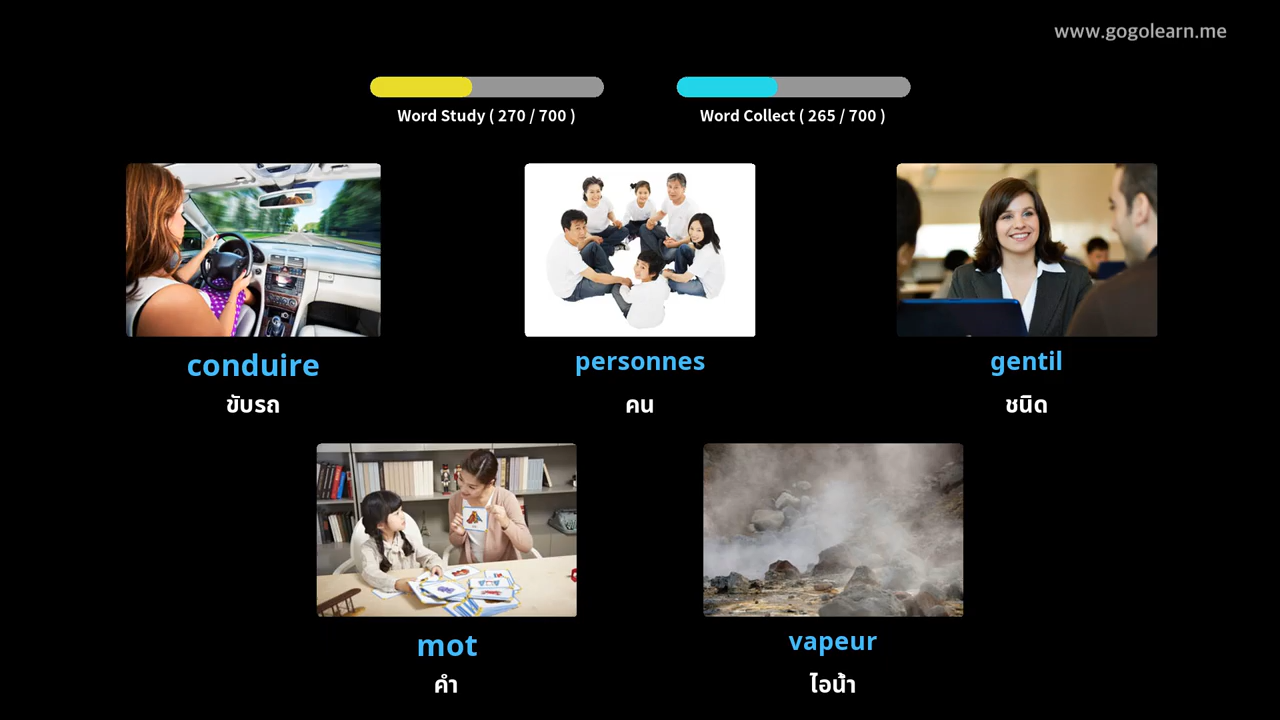 www.gogolearn.me
Word Study ( 270 / 700 )
Word Collect ( 265 / 700 )
conduire
ขับรถ
personnes
คน
gentil
ชนิด
mot
คำ
vapeur
ไอน้ำ